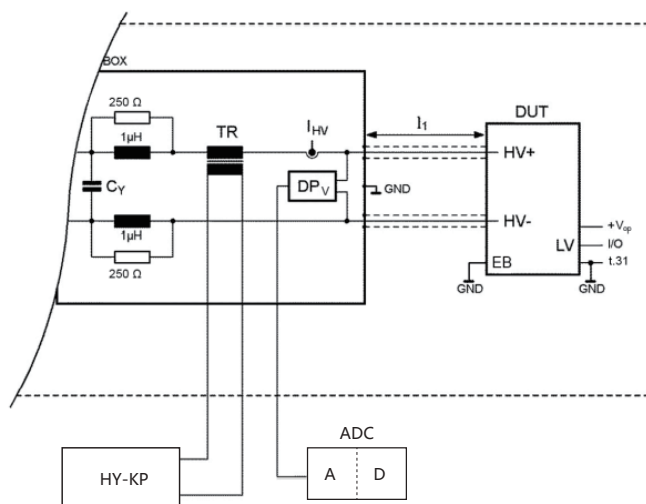 BOX
250 Ω
1µH
TR
I_HV
l₁
DUT
HV+
C_Y
DP_V
GND
HV-
1µH
250 Ω
+V_op
LV
I/O
EB
t.31
GND
GND
ADC
HY-KP
A
D